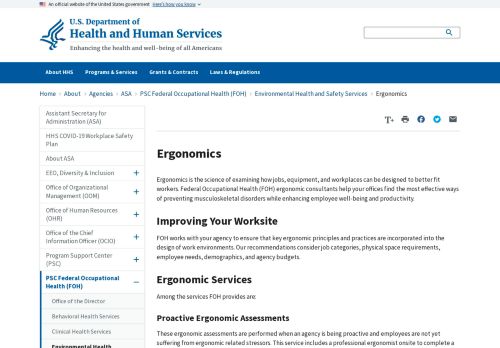 An official website of the United States government Here's how you know
U.S. Department of
Health and Human Services
Enhancing the health and well-being of all Americans
About HHS
Programs & Services
Grants & Contracts
Laws & Regulations
Home > About > Agencies > ASA > PSC Federal Occupational Health (FOH) > Environmental Health and Safety Services > Ergonomics
Assistant Secretary for
Administration (ASA)
HHS COVID-19 Workplace Safety
Plan
About ASA
EEO, Diversity & Inclusion
Office of Organizational
Management (OOM)
Office of Human Resources
(OHR)
Office of the Chief
Information Officer (OCIO)
Program Support Center
(PSC)
PSC Federal Occupational
Health (FOH)
Office of the Director
Behavioral Health Services
Clinical Health Services
Environmental Health
T+
Ergonomics
Ergonomics is the science of examining how jobs, equipment, and workplaces can be designed to better fit
workers. Federal Occupational Health (FOH) ergonomic consultants help your offices find the most effective ways
of preventing musculoskeletal disorders while enhancing employee well-being and productivity.
Improving Your Worksite
FOH works with your agency to ensure that key ergonomic principles and practices are incorporated into the
design of work environments. Our recommendations consider job categories, physical space requirements,
employee needs, demographics, and agency budgets.
Ergonomic Services
Among the services FOH provides are:
Proactive Ergonomic Assessments
These ergonomic assessments are performed when an agency is being proactive and employees are not yet
suffering from ergonomic related stressors. This service includes a professional ergonomist onsite to complete a